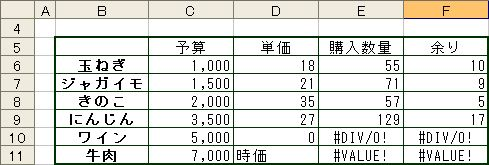 A B C D E F
4
5 予算 単価 購入数量 余り
6 玉ねぎ 1,000 18 55 10
7 ジャガイモ 1,500 21 71 9
8 きのこ 2,000 35 57 5
9 にんじん 3,500 27 129 17
10 ワイン 5,000 0 #DIV/0! #DIV/0!
11 牛肉 7,000 時価 #VALUE! #VALUE!